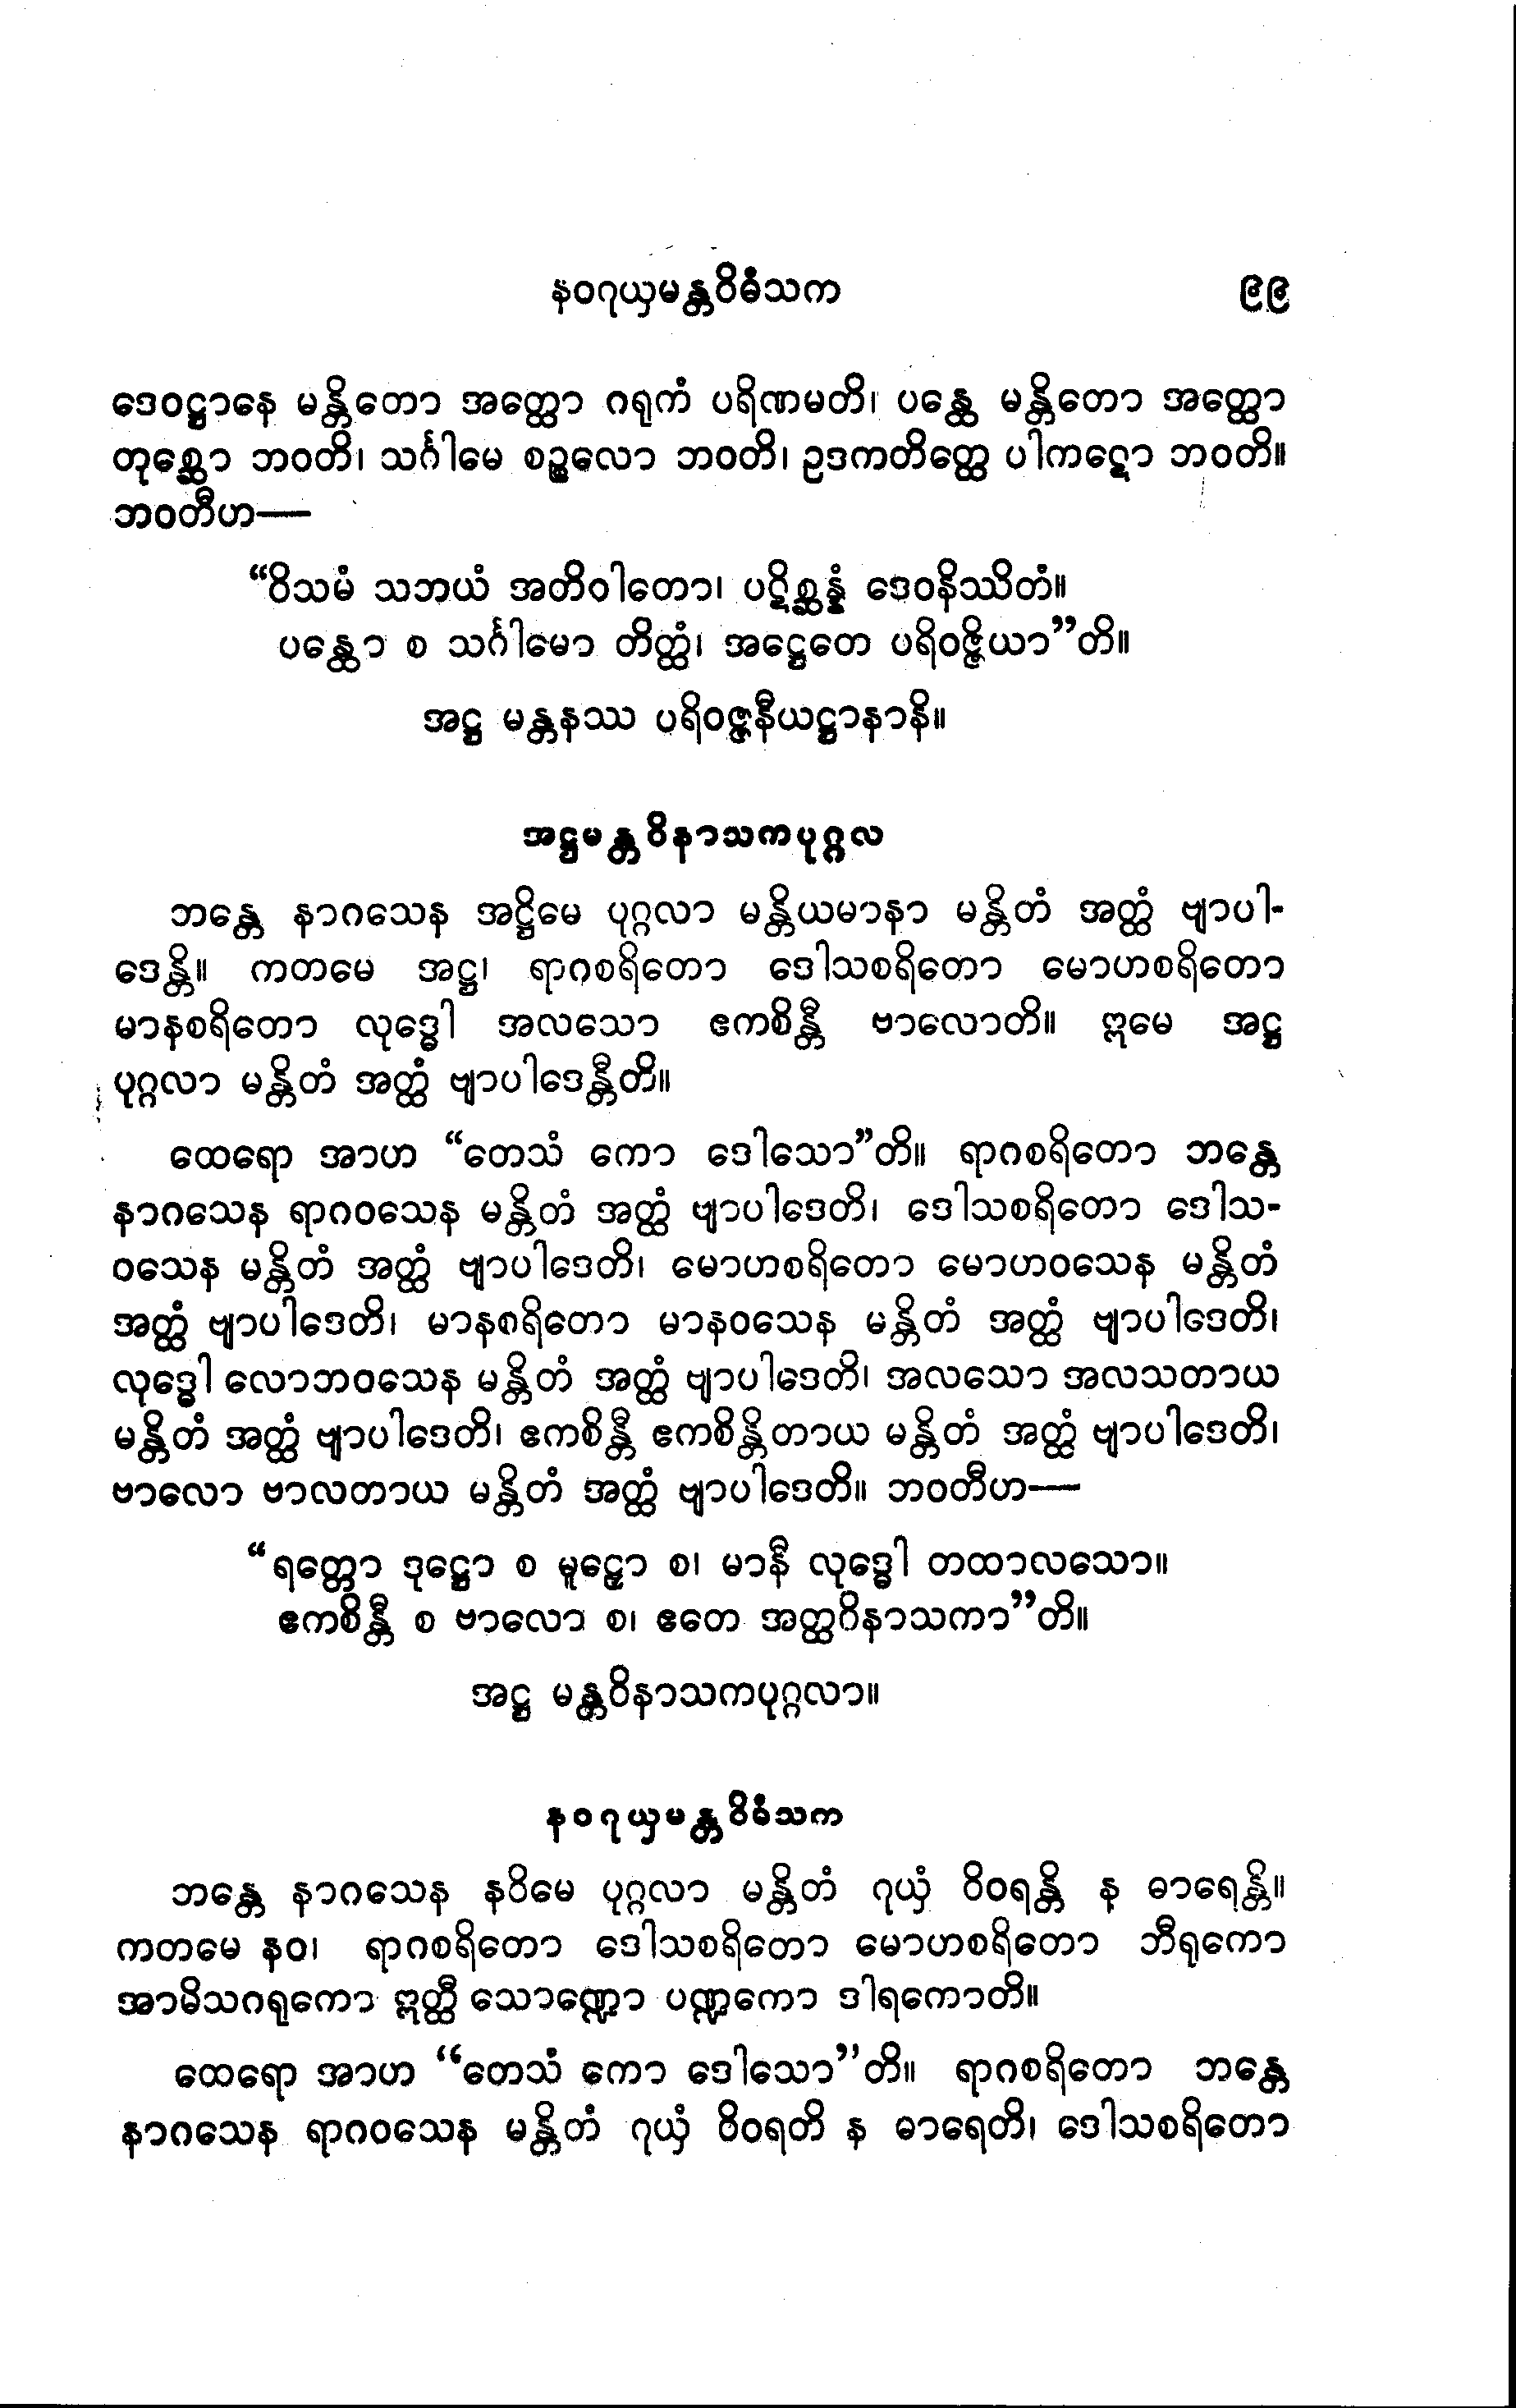 နဝဂုယှမန္တဝိဓံသက ၉၉
ဒေဝဋ္ဌာနေ မန္တိတော အတ္ထော ဂရုကံ ပရိဏမတိ၊ ပန္ထေ မန္တိတော အတ္ထော
တုစ္ဆော ဘဝတိ၊ သင်္ဂါမေ စဉ္စလော ဘဝတိ၊ ဥဒကတိတ္ထေ ပါကဋော ဘဝတိ။
ဘဝတီဟ—
“ဝိသမံ သဘယံ အတိဝါတော၊ ပဋိစ္ဆန္နံ ဒေဝနိဿိတံ။
ပန္ထော စ သင်္ဂါမော တိတ္ထံ၊ အဋ္ဌေတေ ပရိဝဇ္ဇိယာ”တိ။
အဋ္ဌ မန္တနဿ ပရိဝဇ္ဇနီယဋ္ဌာနာနိ။
အဋ္ဌမန္တဝိနာသကပုဂ္ဂလ
ဘန္တေ နာဂသေန အဋ္ဌိမေ ပုဂ္ဂလာ မန္တိယမာနာ မန္တိတံ အတ္ထံ ဗျာပါ-
ဒေန္တိ။ ကတမေ အဋ္ဌ၊ ရာဂစရိတော ဒေါသစရိတော မောဟစရိတော
မာနစရိတော လုဒ္ဓေါ အလသော ဧကစိန္တီ ဗာလောတိ။ ဣမေ အဋ္ဌ
ပုဂ္ဂလာ မန္တိတံ အတ္ထံ ဗျာပါဒေန္တီတိ။
ထေရော အာဟ “တေသံ ကော ဒေါသော”တိ။ ရာဂစရိတော ဘန္တေ
နာဂသေန ရာဂဝသေန မန္တိတံ အတ္ထံ ဗျာပါဒေတိ၊ ဒေါသစရိတော ဒေါသ-
ဝသေန မန္တိတံ အတ္ထံ ဗျာပါဒေတိ၊ မောဟစရိတော မောဟဝသေန မန္တိတံ
အတ္ထံ ဗျာပါဒေတိ၊ မာနစရိတော မာနဝသေန မန္တိတံ အတ္ထံ ဗျာပါဒေတိ၊
လုဒ္ဓေါ လောဘဝသေန မန္တိတံ အတ္ထံ ဗျာပါဒေတိ၊ အလသော အလသတာယ
မန္တိတံ အတ္ထံ ဗျာပါဒေတိ၊ ဧကစိန္တီ ဧကစိန္တိတာယ မန္တိတံ အတ္ထံ ဗျာပါဒေတိ၊
ဗာလော ဗာလတာယ မန္တိတံ အတ္ထံ ဗျာပါဒေတိ။ ဘဝတီဟ—
“ရတ္တော ဒုဋ္ဌော စ မူဠှော စ၊ မာနီ လုဒ္ဓေါ တထာလသော။
ဧကစိန္တီ စ ဗာလော စ၊ ဧတေ အတ္ထဝိနာသကာ”တိ။
အဋ္ဌ မန္တဝိနာသကပုဂ္ဂလာ။
နဝဂုယှမန္တဝိဓံသက
ဘန္တေ နာဂသေန နဝိမေ ပုဂ္ဂလာ မန္တိတံ ဂုယှံ ဝိဝရန္တိ န ဓာရေန္တိ။
ကတမေ နဝ၊ ရာဂစရိတော ဒေါသစရိတော မောဟစရိတော ဘီရုကော
အာမိသဂရုကော ဣတ္ထီ သောဏ္ဍော ပဏ္ဍကော ဒါရကောတိ။
ထေရော အာဟ “တေသံ ကော ဒေါသော”တိ။ ရာဂစရိတော ဘန္တေ
နာဂသေန ရာဂဝသေန မန္တိတံ ဂုယှံ ဝိဝရတိ န ဓာရေတိ၊ ဒေါသစရိတော